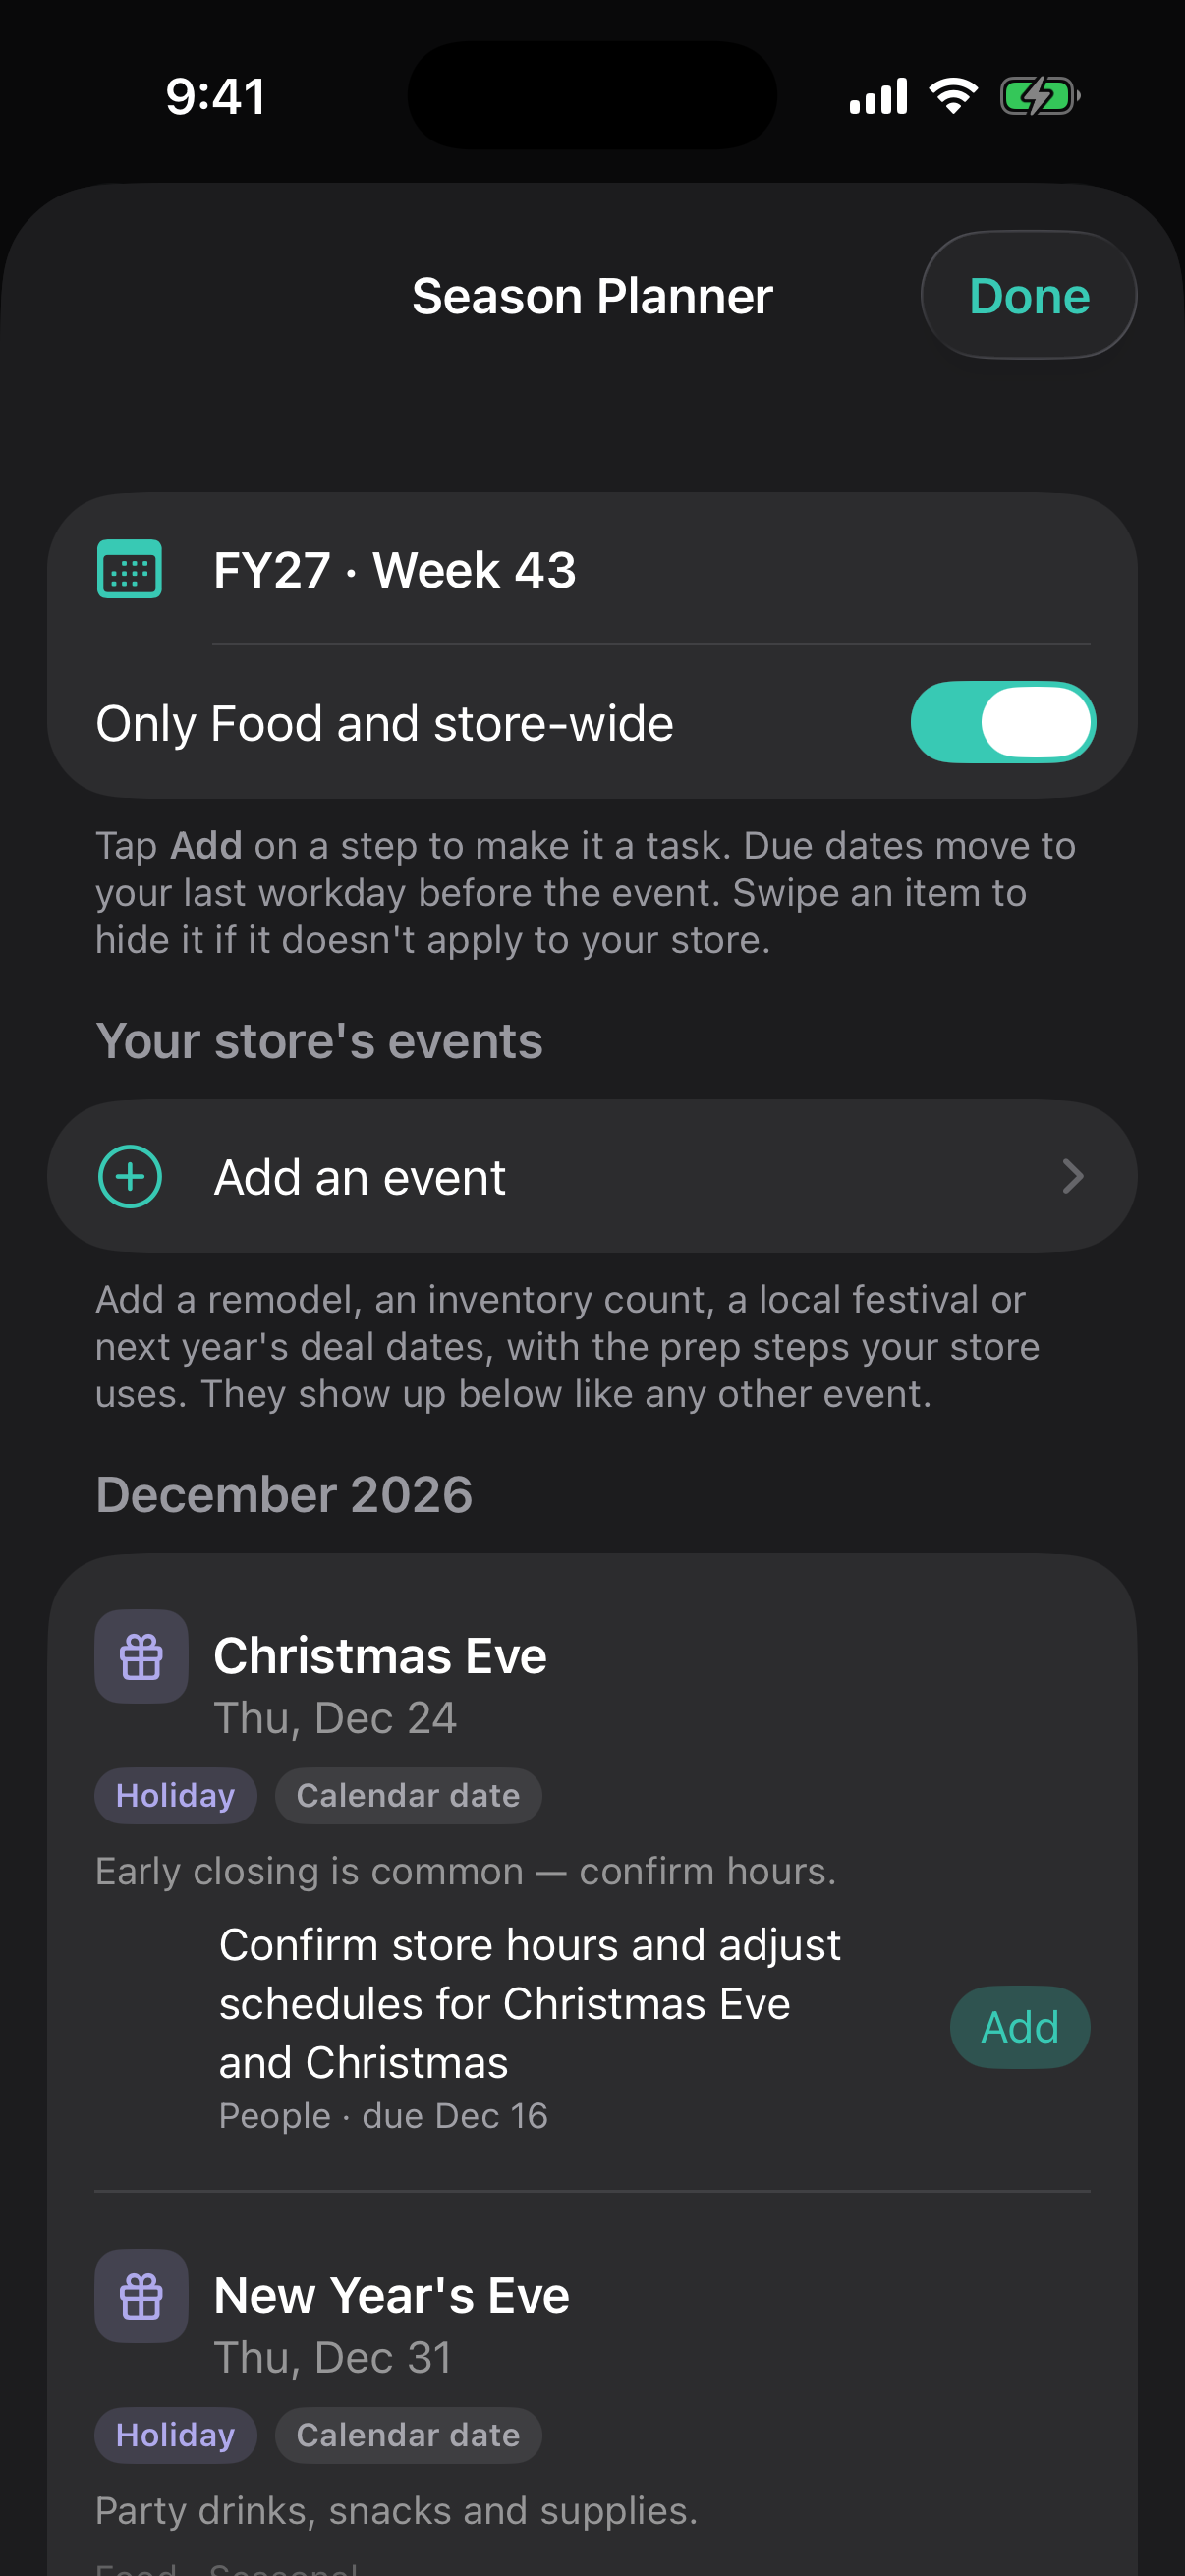 9:41
Season Planner
Done
FY27 · Week 43
Only Food and store-wide
Tap Add on a step to make it a task. Due dates move to
your last workday before the event. Swipe an item to
hide it if it doesn't apply to your store.
Your store's events
Add an event
Add a remodel, an inventory count, a local festival or
next year's deal dates, with the prep steps your store
uses. They show up below like any other event.
December 2026
Christmas Eve
Thu, Dec 24
Holiday
Calendar date
Early closing is common — confirm hours.
Confirm store hours and adjust
schedules for Christmas Eve
and Christmas
Add
People · due Dec 16
New Year's Eve
Thu, Dec 31
Holiday
Calendar date
Party drinks, snacks and supplies.
Food · Seasonal